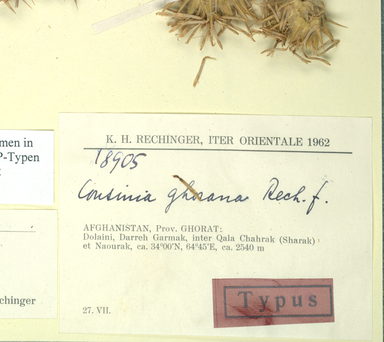 men in
P-Typen
K. H. RECHINGER, ITER ORIENTALE 1962
18905
Cousinia ghorana Rech. f.
AFGHANISTAN, Prov. GHORAT:
Dolaini, Darreh Garmak, inter Qala Chahrak (Sharak)
et Naourak, ca. 34°00'N, 64°45'E, ca. 2540 m
chinger
27. VII.
Typus